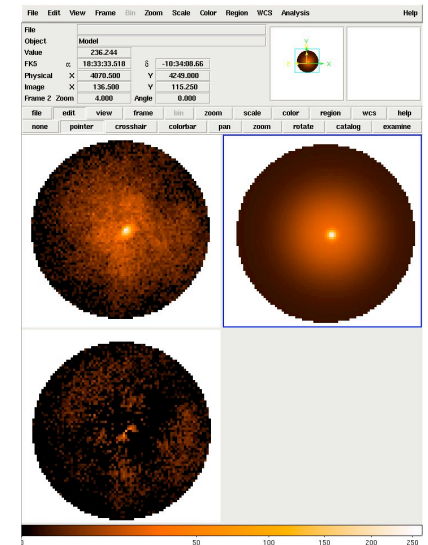 File Edit View Frame Bin Zoom Scale Color Region WCS Analysis Help
File
Object Model
Value 236.244
FK5 α 18:33:33.518 δ -10:34:08.66
Physical X 4070.500 Y 4249.000
Image X 136.500 Y 115.250
Frame 2 Zoom 4.000 Angle 0.000
Y
E X
file edit view frame bin zoom scale color region wcs help
none pointer crosshair colorbar pan zoom rotate catalog examine
0 50 100 150 200 250